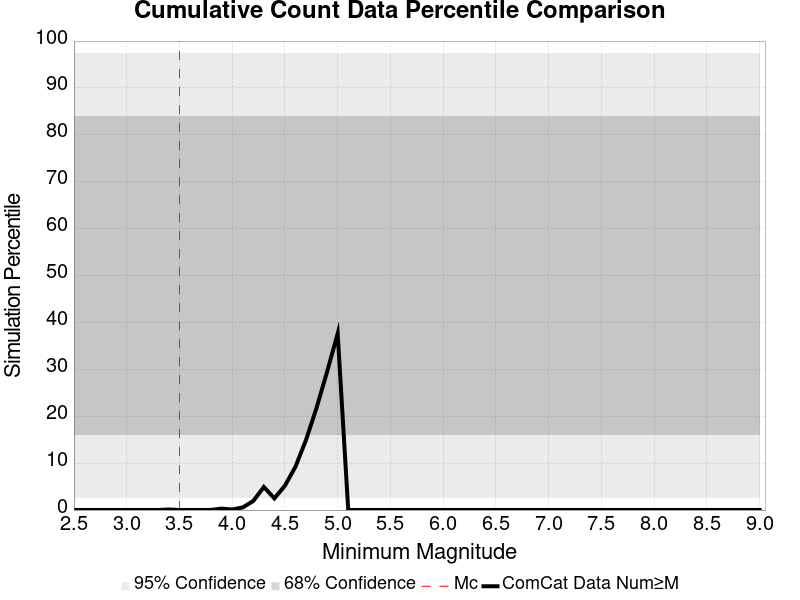 Cumulative Count Data Percentile Comparison
100
90
80
70
60
50
40
30
20
10
0
Simulation Percentile
2.5 3.0 3.5 4.0 4.5 5.0 5.5 6.0 6.5 7.0 7.5 8.0 8.5 9.0
Minimum Magnitude
95% Confidence 68% Confidence Mc ComCat Data Num≥M